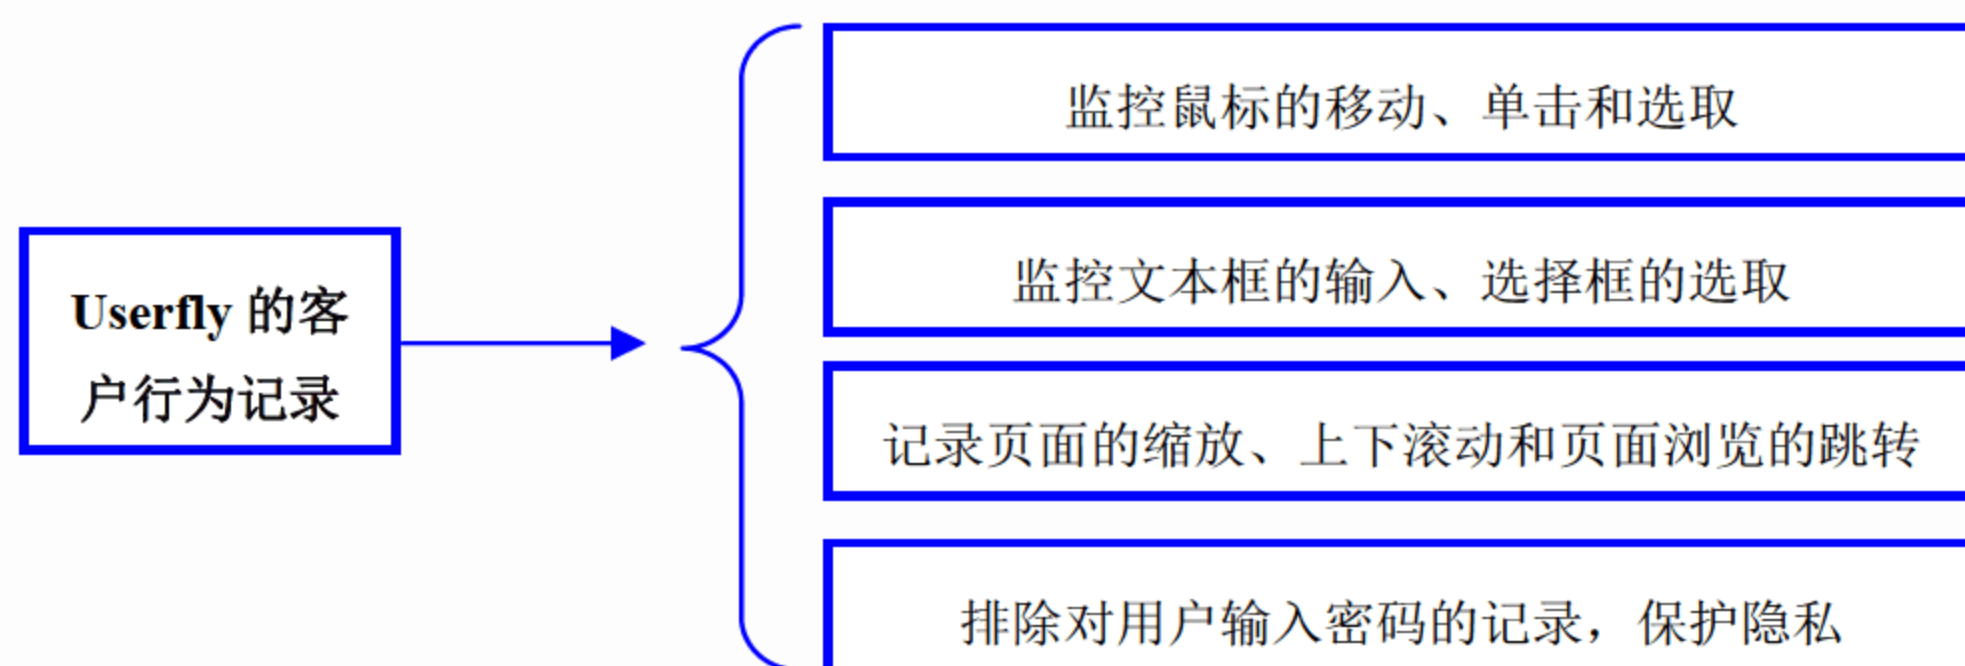 Userfly 的客
户行为记录
监控鼠标的移动、单击和选取
监控文本框的输入、选择框的选取
记录页面的缩放、上下滚动和页面浏览的跳转
排除对用户输入密码的记录，保护隐私